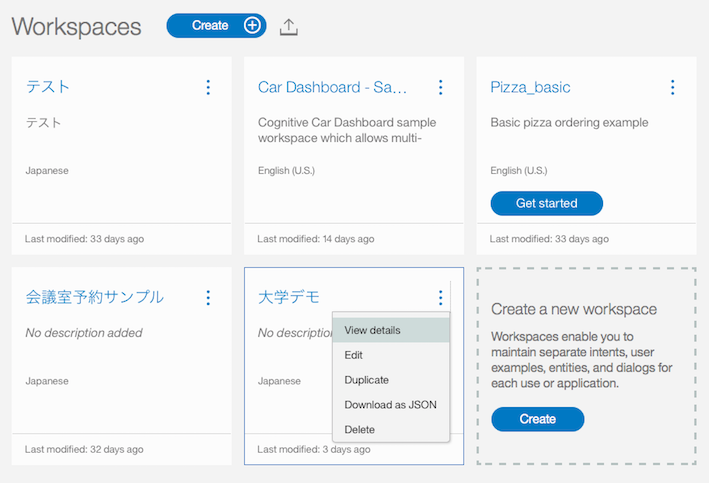 Workspaces
Create
テスト
テスト
Japanese
Last modified: 33 days ago
Car Dashboard - Sa...
Cognitive Car Dashboard sample
workspace which allows multi-
English (U.S.)
Last modified: 14 days ago
Pizza_basic
Basic pizza ordering example
English (U.S.)
Get started
Last modified: 33 days ago
会議室予約サンプル
No description added
Japanese
Last modified: 32 days ago
大学デモ
No descriptio
Japanese
Last modified: 3 days ago
View details
Edit
Duplicate
Download as JSON
Delete
Create a new workspace
Workspaces enable you to
maintain separate intents, user
examples, entities, and dialogs for
each use or application.
Create